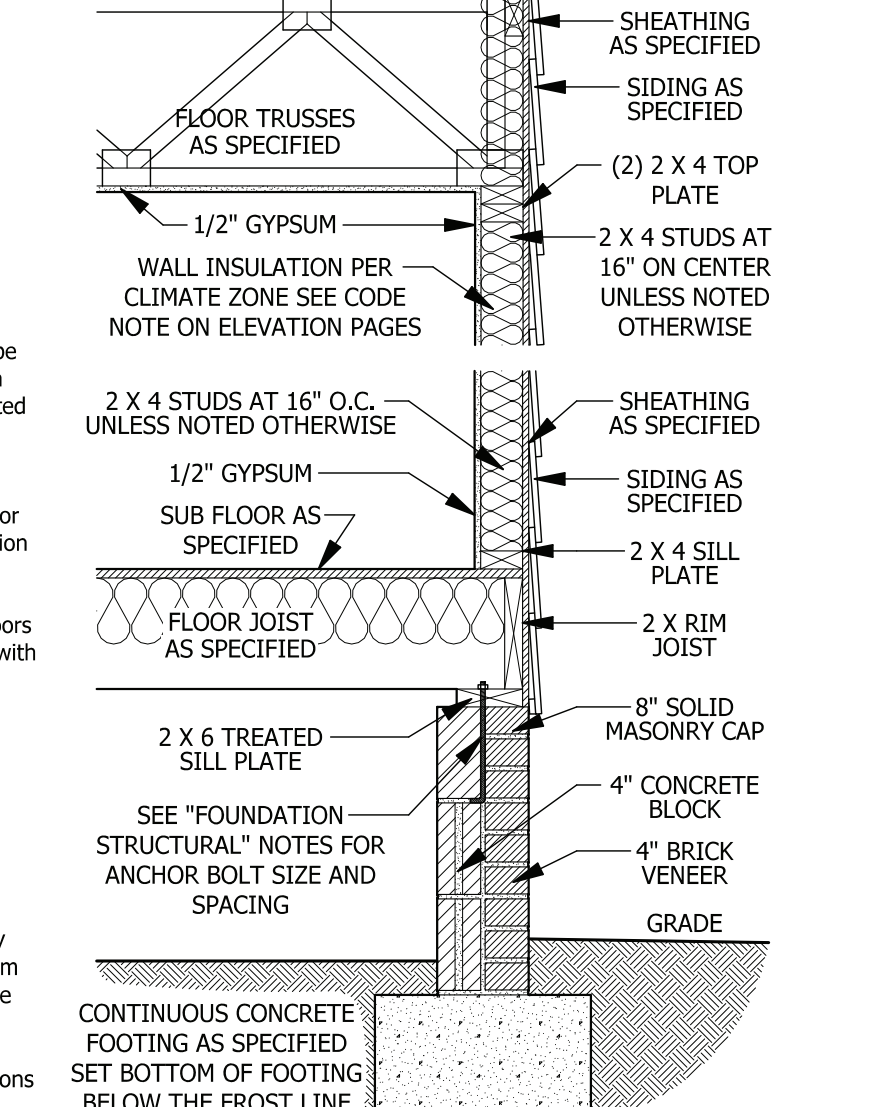 SHEATHING
AS SPECIFIED
SIDING AS
SPECIFIED
FLOOR TRUSSES
AS SPECIFIED
(2) 2 X 4 TOP
PLATE
1/2" GYPSUM
2 X 4 STUDS AT
16" ON CENTER
UNLESS NOTED
OTHERWISE
WALL INSULATION PER
CLIMATE ZONE SEE CODE
NOTE ON ELEVATION PAGES
2 X 4 STUDS AT 16" O.C.
UNLESS NOTED OTHERWISE
SHEATHING
AS SPECIFIED
1/2" GYPSUM
SIDING AS
SPECIFIED
SUB FLOOR AS
SPECIFIED
2 X 4 SILL
PLATE
FLOOR JOIST
AS SPECIFIED
2 X RIM
JOIST
8" SOLID
MASONRY CAP
2 X 6 TREATED
SILL PLATE
4" CONCRETE
BLOCK
SEE "FOUNDATION
STRUCTURAL" NOTES FOR
ANCHOR BOLT SIZE AND
SPACING
4" BRICK
VENEER
GRADE
CONTINUOUS CONCRETE
FOOTING AS SPECIFIED
SET BOTTOM OF FOOTING
BELOW THE FROST LINE
with